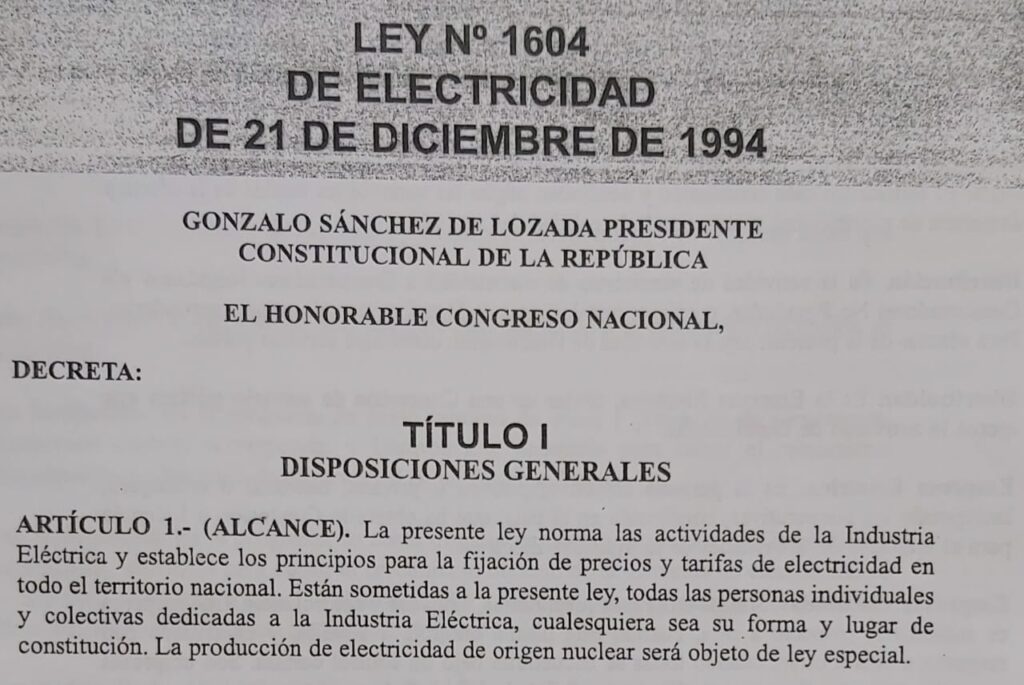 LEY Nº 1604
DE ELECTRICIDAD
DE 21 DE DICIEMBRE DE 1994
GONZALO SÁNCHEZ DE LOZADA PRESIDENTE
CONSTITUCIONAL DE LA REPÚBLICA
EL HONORABLE CONGRESO NACIONAL,
DECRETA:
TÍTULO I
DISPOSICIONES GENERALES
ARTÍCULO 1.- (ALCANCE). La presente ley norma las actividades de la Industria
Eléctrica y establece los principios para la fijación de precios y tarifas de electricidad en
todo el territorio nacional. Están sometidas a la presente ley, todas las personas individuales
y colectivas dedicadas a la Industria Eléctrica, cualesquiera sea su forma y lugar de
constitución. La producción de electricidad de origen nuclear será objeto de ley especial.